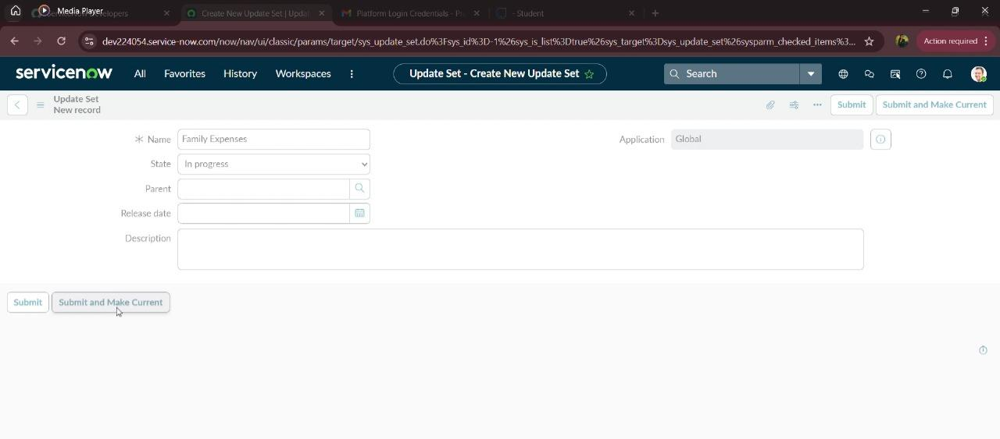 Media Player
Developers
Create New Update Set | Updat
Platform Login Credentials - Pr
- Student
dev224054.service-now.com/now/nav/ui/classic/params/target/sys_update_set.do%3Fsys_id%3D-1%26sys_is_list%3Dtrue%26sys_target%3Dsys_update_set%26sysparm_checked_items%3...
Action required
servicenow
All
Favorites
History
Workspaces
Update Set - Create New Update Set
Search
Update Set
New record
Submit
Submit and Make Current
Name
Family Expenses
Application
Global
State
In progress
Parent
Release date
Description
Submit
Submit and Make Current